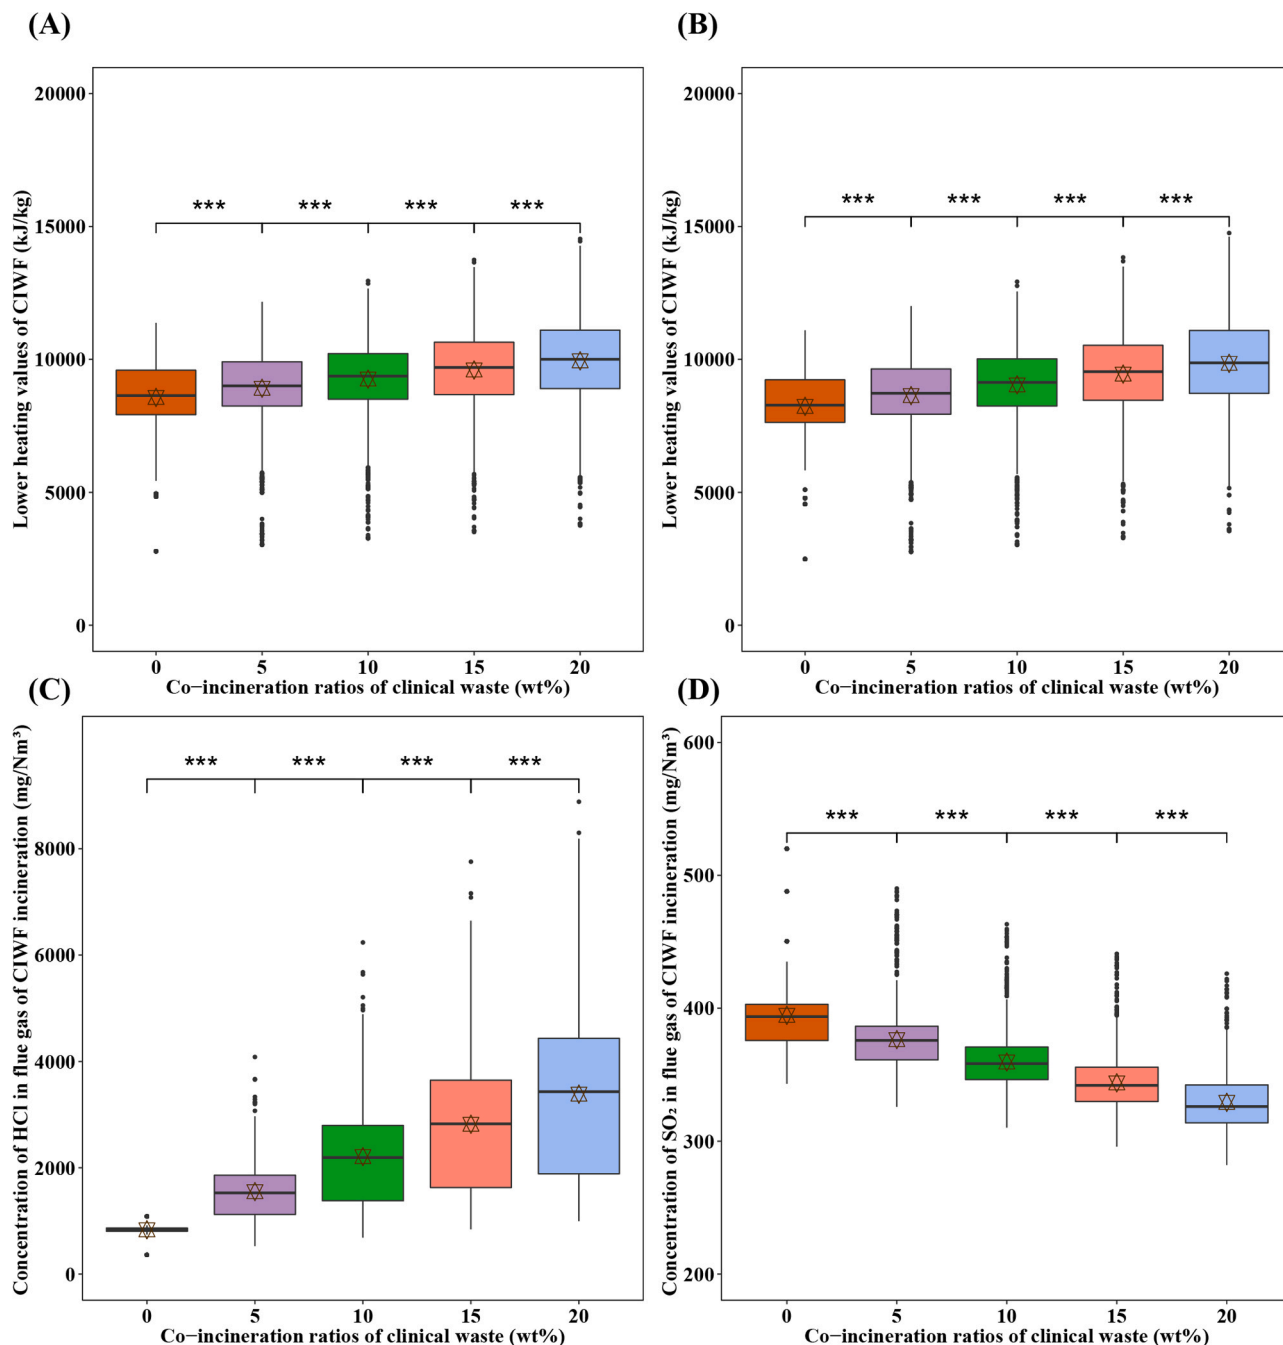 (A)
Lower heating values of CIWF (kJ/kg)
20000
15000
10000
5000
0
*** *** *** ***
0 5 10 15 20
Co−incineration ratios of clinical waste (wt%)
(B)
Lower heating values of CIWF (kJ/kg)
20000
15000
10000
5000
0
*** *** *** ***
0 5 10 15 20
Co−incineration ratios of clinical waste (wt%)
(C)
Concentration of HCl in flue gas of CIWF incineration (mg/Nm³)
8000
6000
4000
2000
0
*** *** *** ***
0 5 10 15 20
Co−incineration ratios of clinical waste (wt%)
(D)
Concentration of SO₂ in flue gas of CIWF incineration (mg/Nm³)
600
500
400
300
200
*** *** *** ***
0 5 10 15 20
Co−incineration ratios of clinical waste (wt%)